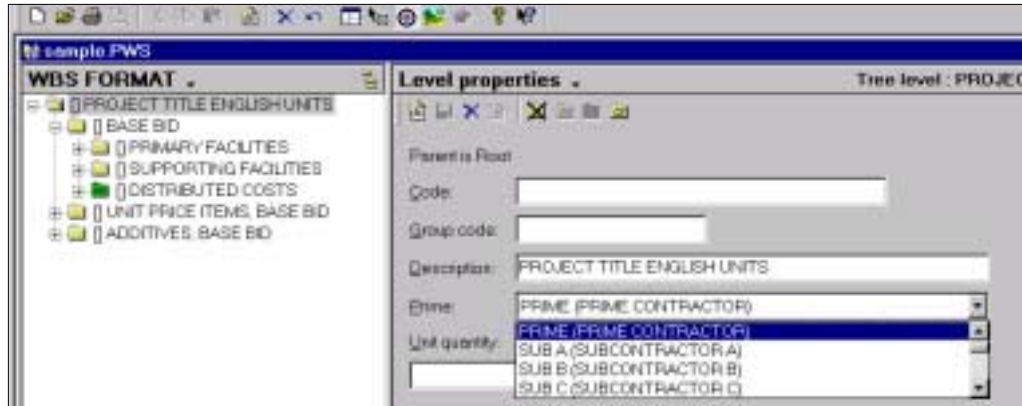 sample.PWS
WBS FORMAT
[] PROJECT TITLE ENGLISH UNITS
[] BASE BID
[] PRIMARY FACILITIES
[] SUPPORTING FACILITIES
[] DISTRIBUTED COSTS
[] UNIT PRICE ITEMS, BASE BID
[] ADDITIVES, BASE BID
Level properties
Tree level : PROJEC
Parent is Root
Code:
Group code:
Description: PROJECT TITLE ENGLISH UNITS
Prime: PRIME (PRIME CONTRACTOR)
PRIME (PRIME CONTRACTOR)
Unit quantity:
SUB A (SUBCONTRACTOR A)
SUB B (SUBCONTRACTOR B)
SUB C (SUBCONTRACTOR C)